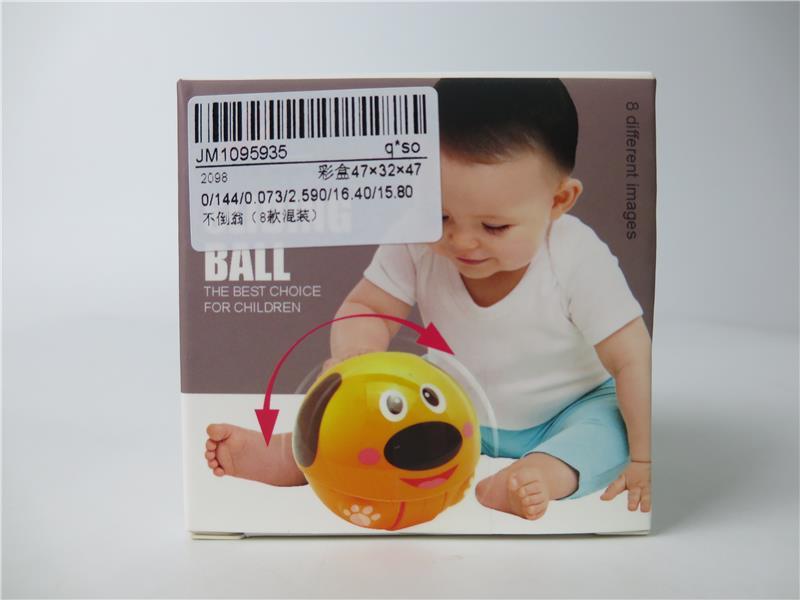 JM1095935 q*so
2098 彩盒47×32×47
0/144/0.073/2.590/16.40/15.80
不倒翁（8款混装）
BALL
THE BEST CHOICE
FOR CHILDREN
8 different images